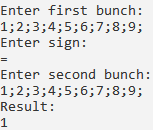 Enter first bunch:
1;2;3;4;5;6;7;8;9;
Enter sign:
=
Enter second bunch:
1;2;3;4;5;6;7;8;9;
Result:
1